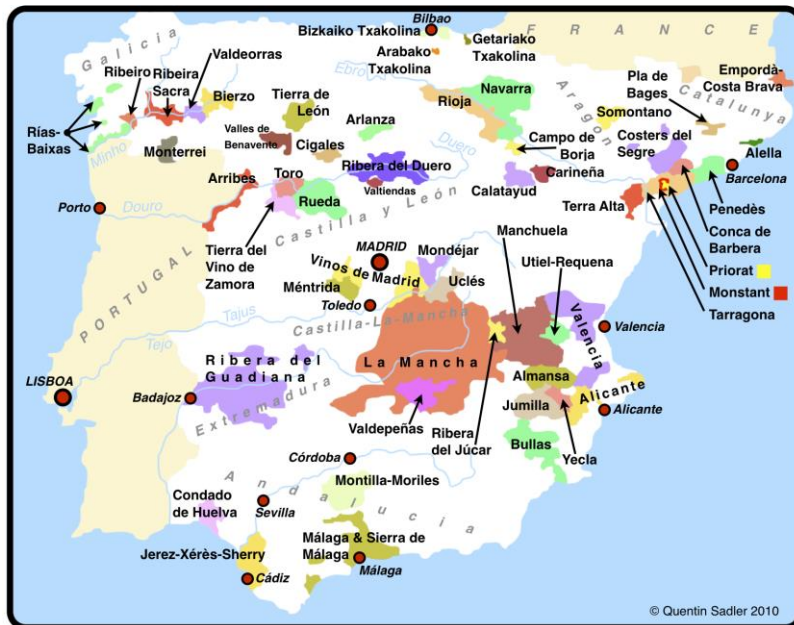 Bilbao
Bizkaiko Txakolina
Getariako
Txakolina
Arabako
Txakolina
F R A N C E
Galicia
Valdeorras
Ribeiro
Ribeira
Sacra
Bierzo
Rías-
Baixas
Minho
Monterrei
Tierra de
León
Valles de
Benavento
Cigales
Arlanza
Ebro
Rioja
Navarra
Aragon
Pla de
Bages
Empordà-
Costa Brava
Catalunya
Somontano
Costers del
Segre
Campo de
Borja
Cariñena
Calatayud
Alella
Barcelona
Penedès
Conca de
Barbera
Priorat
Monstant
Tarragona
Terra Alta
Duero
Ribera del Duero
Valtiendas
Arribes
Toro
Rueda
Castilla y León
Porto
Douro
Tierra del
Vino de
Zamora
PORTUGAL
MADRID
Mondéjar
Vinos de Madrid
Méntrida
Uclés
Toledo
Manchuela
Utiel-Requena
Castilla-La-Mancha
Tajus
Tejo
Valencia
Valencia
La Mancha
LISBOA
Badajoz
Ribera del
Guadiana
Extremadura
Valdepeñas
Ribera
del Júcar
Almansa
Jumilla
Alicante
Alicante
Bullas
Yecla
Córdoba
Montilla-Moriles
Andalucia
Condado
de Huelva
Sevilla
Jerez-Xérès-Sherry
Cádiz
Málaga & Sierra de
Málaga
Málaga
© Quentin Sadler 2010